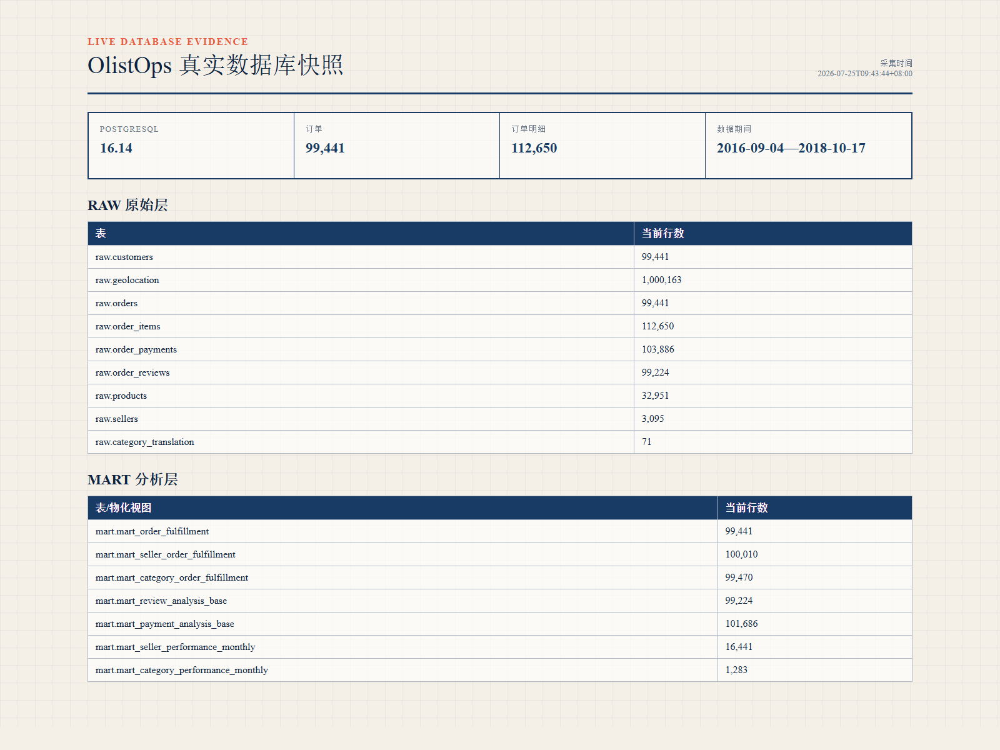 LIVE DATABASE EVIDENCE
OlistOps 真实数据库快照
采集时间
2026-07-25T09:43:44+08:00
POSTGRESQL
16.14
订单
99,441
订单明细
112,650
数据期间
2016-09-04—2018-10-17
RAW 原始层
表 当前行数
raw.customers 99,441
raw.geolocation 1,000,163
raw.orders 99,441
raw.order_items 112,650
raw.order_payments 103,886
raw.order_reviews 99,224
raw.products 32,951
raw.sellers 3,095
raw.category_translation 71
MART 分析层
表/物化视图 当前行数
mart.mart_order_fulfillment 99,441
mart.mart_seller_order_fulfillment 100,010
mart.mart_category_order_fulfillment 99,470
mart.mart_review_analysis_base 99,224
mart.mart_payment_analysis_base 101,686
mart.mart_seller_performance_monthly 16,441
mart.mart_category_performance_monthly 1,283